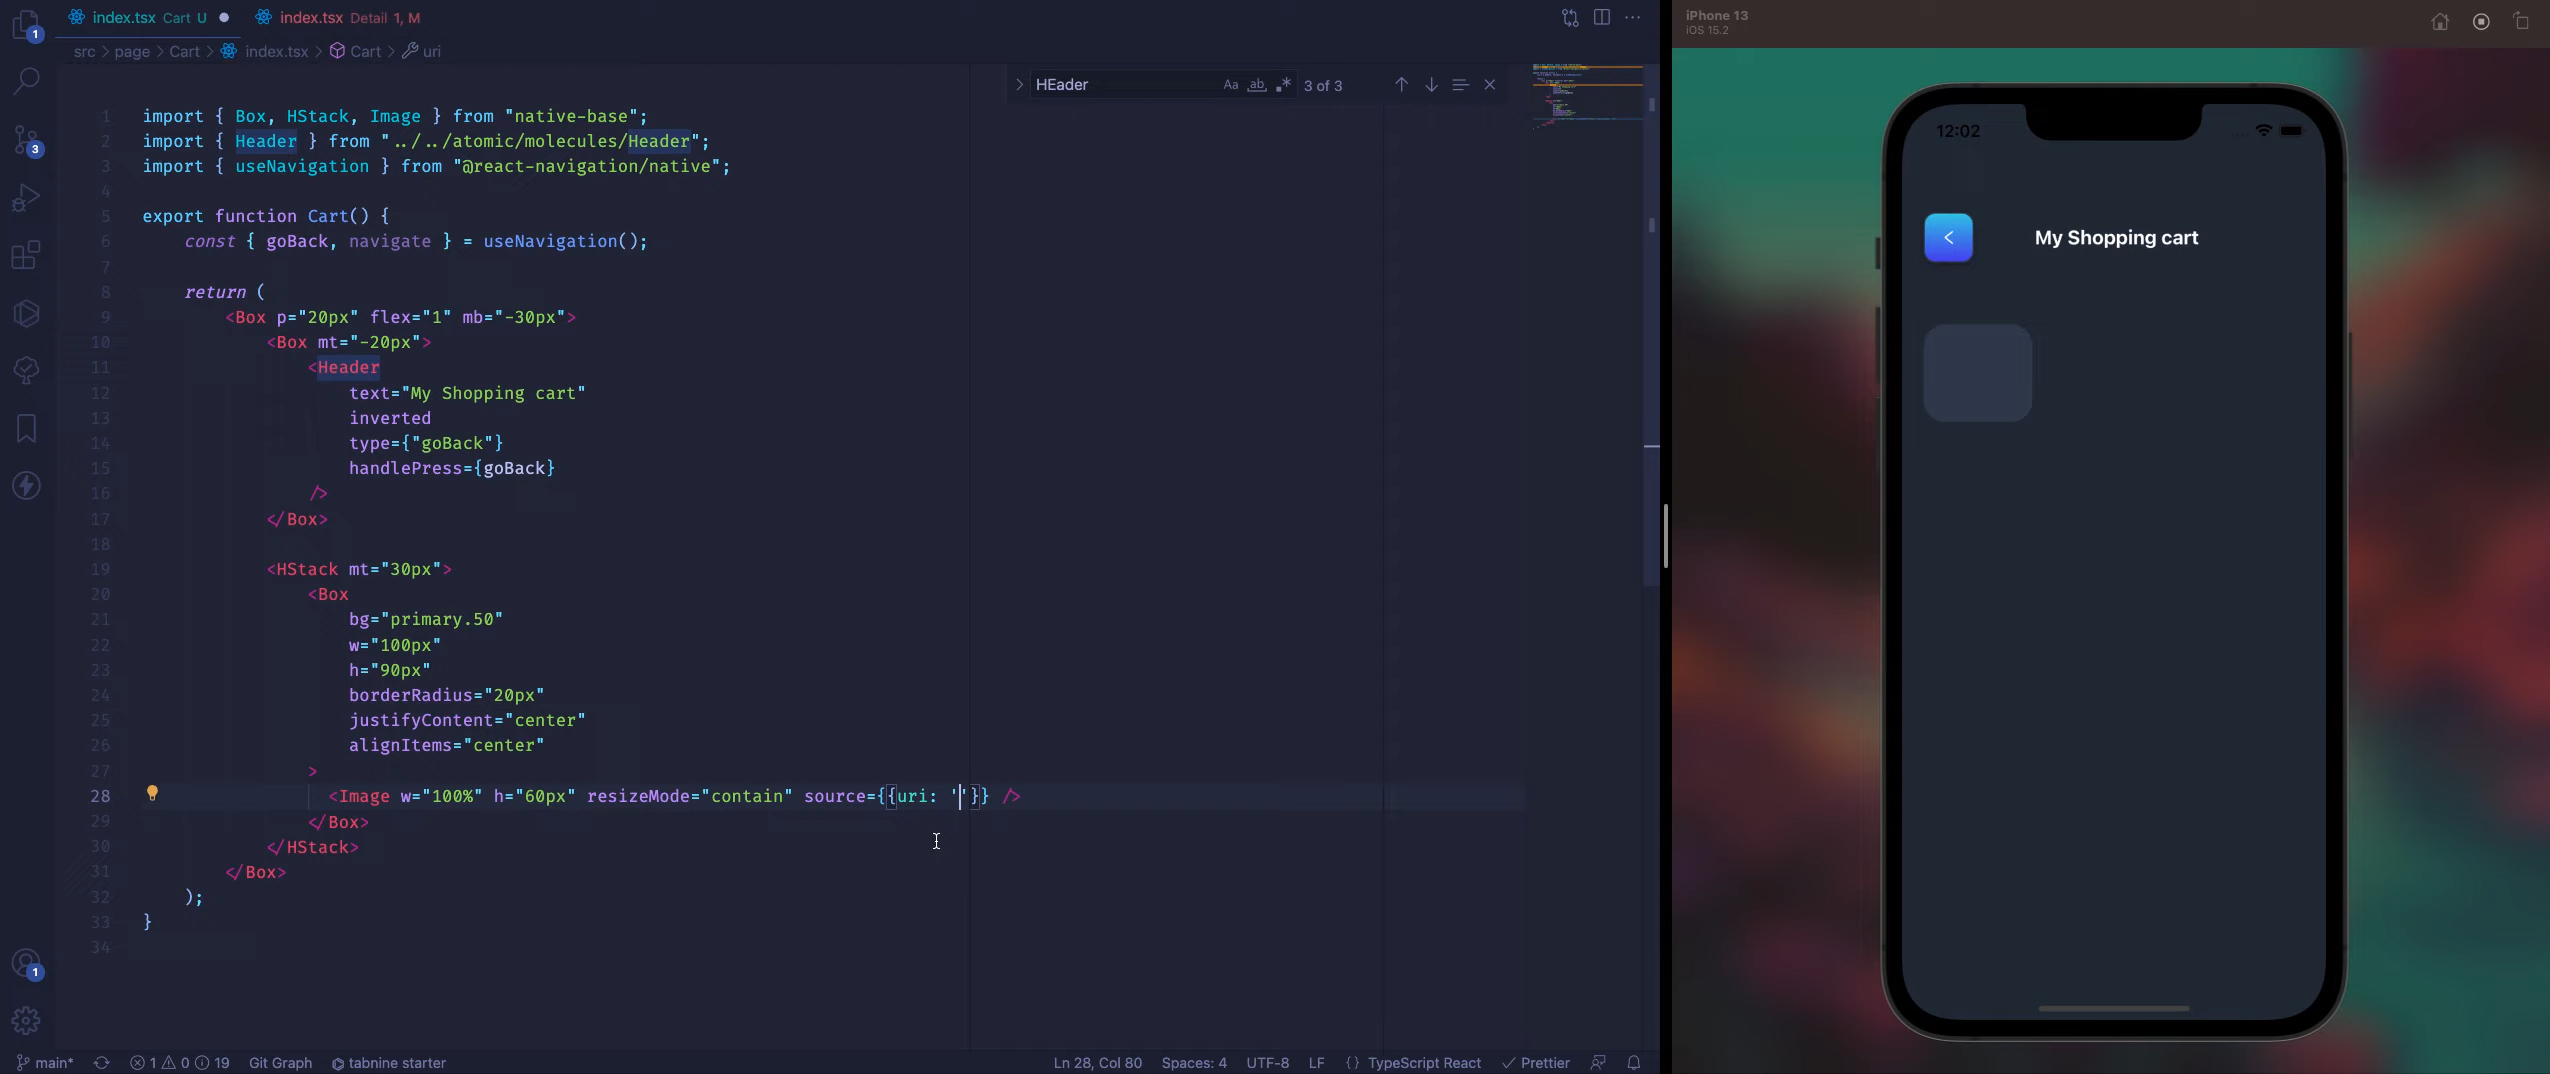 index.tsx Cart U
index.tsx Detail 1, M
src > page > Cart > index.tsx > Cart > uri
HEader
Aa ab .* 3 of 3
1 import { Box, HStack, Image } from "native-base";
2 import { Header } from "../../atomic/molecules/Header";
3 import { useNavigation } from "@react-navigation/native";
4
5 export function Cart() {
6 const { goBack, navigate } = useNavigation();
7
8 return (
9 <Box p="20px" flex="1" mb="-30px">
10 <Box mt="-20px">
11 <Header
12 text="My Shopping cart"
13 inverted
14 type={"goBack"}
15 handlePress={goBack}
16 />
17 </Box>
18
19 <HStack mt="30px">
20 <Box
21 bg="primary.50"
22 w="100px"
23 h="90px"
24 borderRadius="20px"
25 justifyContent="center"
26 alignItems="center"
27 >
28 <Image w="100%" h="60px" resizeMode="contain" source={{uri: ''}} />
29 </Box>
30 </HStack>
31 </Box>
32 );
33 }
34
1
3
1
main* 1 0 19 Git Graph tabnine starter
Ln 28, Col 80 Spaces: 4 UTF-8 LF {} TypeScript React Prettier
iPhone 13
iOS 15.2
12:02
My Shopping cart